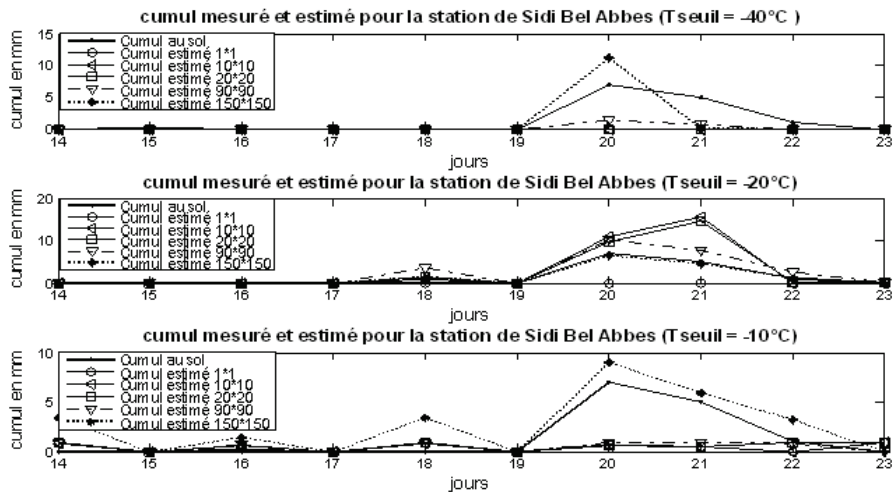 cumul mesuré et estimé pour la station de Sidi Bel Abbes (Tseuil = -40°C )
cumul en mm
15
10
5
0
Cumul au sol
Cumul estimé 1*1
Cumul estimé 10*10
Cumul estimé 20*20
Cumul estimé 90*90
Cumul estimé 150*150
14 15 16 17 18 19 20 21 22 23
jours
cumul mesuré et estimé pour la station de Sidi Bel Abbes (Tseuil = -20°C)
cumul en mm
20
10
0
Cumul au sol
Cumul estimé 1*1
Cumul estimé 10*10
Cumul estimé 20*20
Cumul estimé 90*90
Cumul estimé 150*150
14 15 16 17 18 19 20 21 22 23
jours
cumul mesuré et estimé pour la station de Sidi Bel Abbes (Tseuil = -10°C)
cumul en mm
10
5
0
Cumul au sol
Cumul estimé 1*1
Cumul estimé 10*10
Cumul estimé 20*20
Cumul estimé 90*90
Cumul estimé 150*150
14 15 16 17 18 19 20 21 22 23
jours